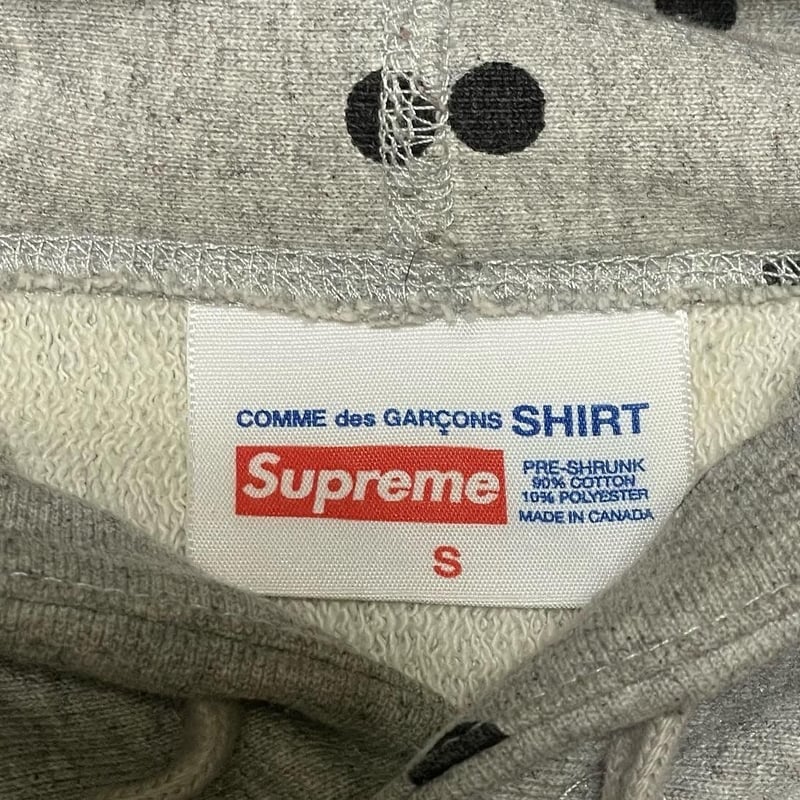 COMME des GARÇONS SHIRT
Supreme
PRE-SHRUNK
90% COTTON
10% POLYESTER
MADE IN CANADA
S